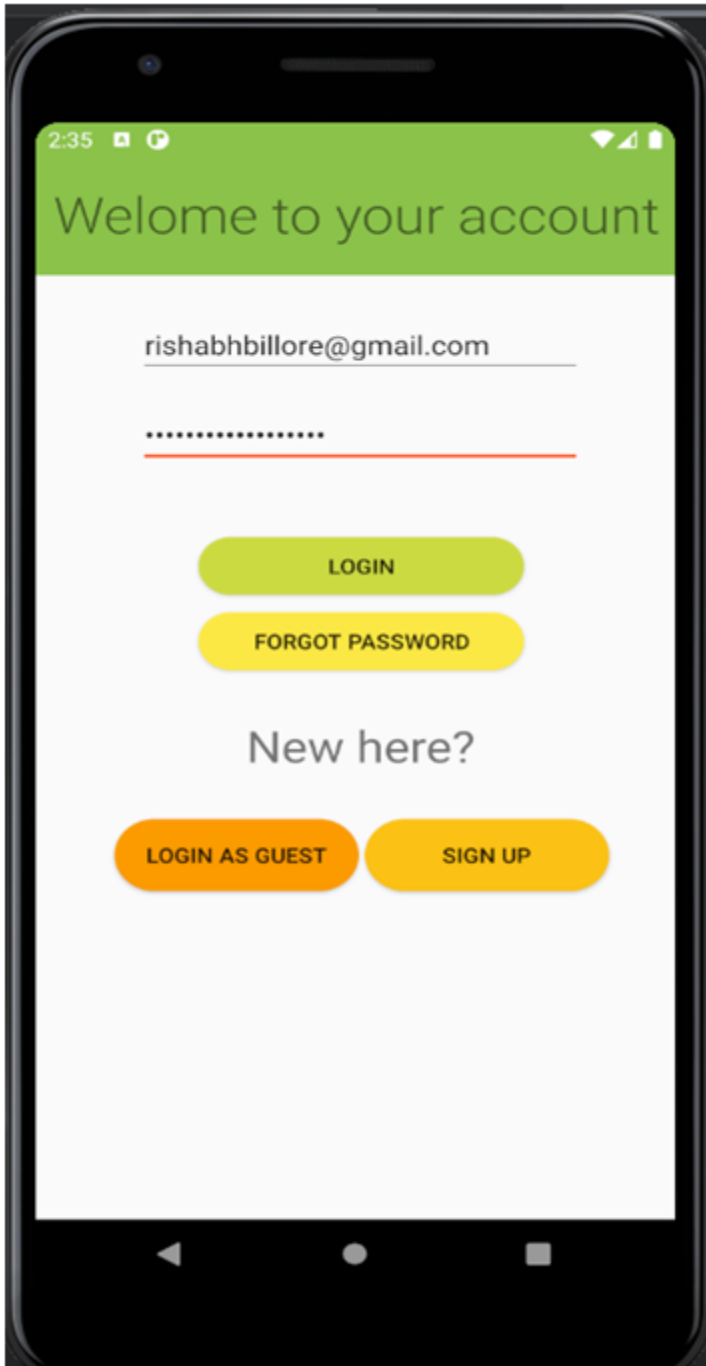 2:35
Welome to your account
rishabhbillore@gmail.com
••••••••••••••••••
LOGIN
FORGOT PASSWORD
New here?
LOGIN AS GUEST SIGN UP